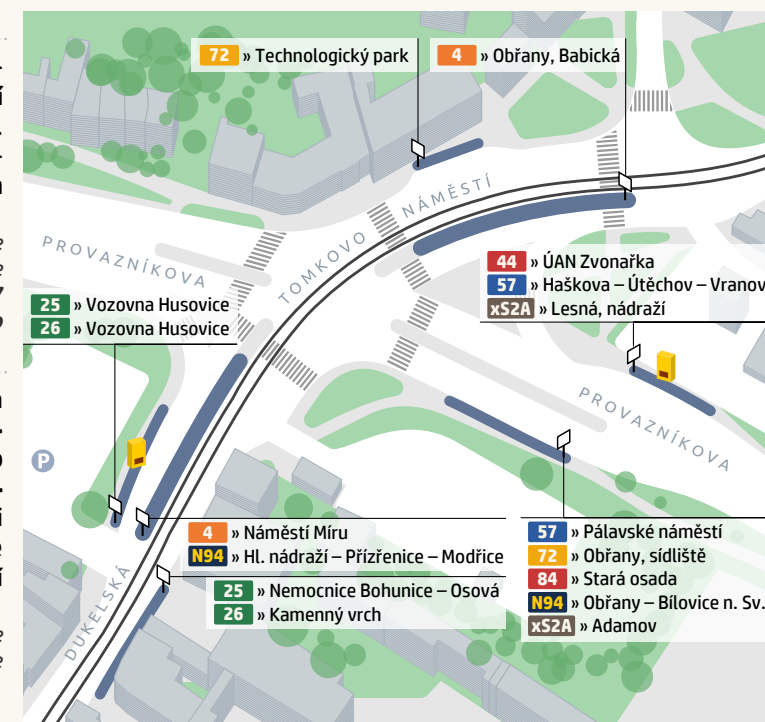 72 » Technologický park
4 » Obřany, Babická
NÁMĚSTÍ
TOMKOVO
PROVAZNÍKOVA
44 » ÚAN Zvonařka
57 » Haškova – Útěchov – Vranov
xS2A » Lesná, nádraží
25 » Vozovna Husovice
26 » Vozovna Husovice
PROVAZNÍKOVA
P
4 » Náměstí Míru
N94 » Hl. nádraží – Přízřenice – Modřice
57 » Pálavské náměstí
72 » Obřany, sídliště
84 » Stará osada
N94 » Obřany – Bílovice n. Sv.
xS2A » Adamov
25 » Nemocnice Bohunice – Osová
26 » Kamenný vrch
DUKELSKÁ